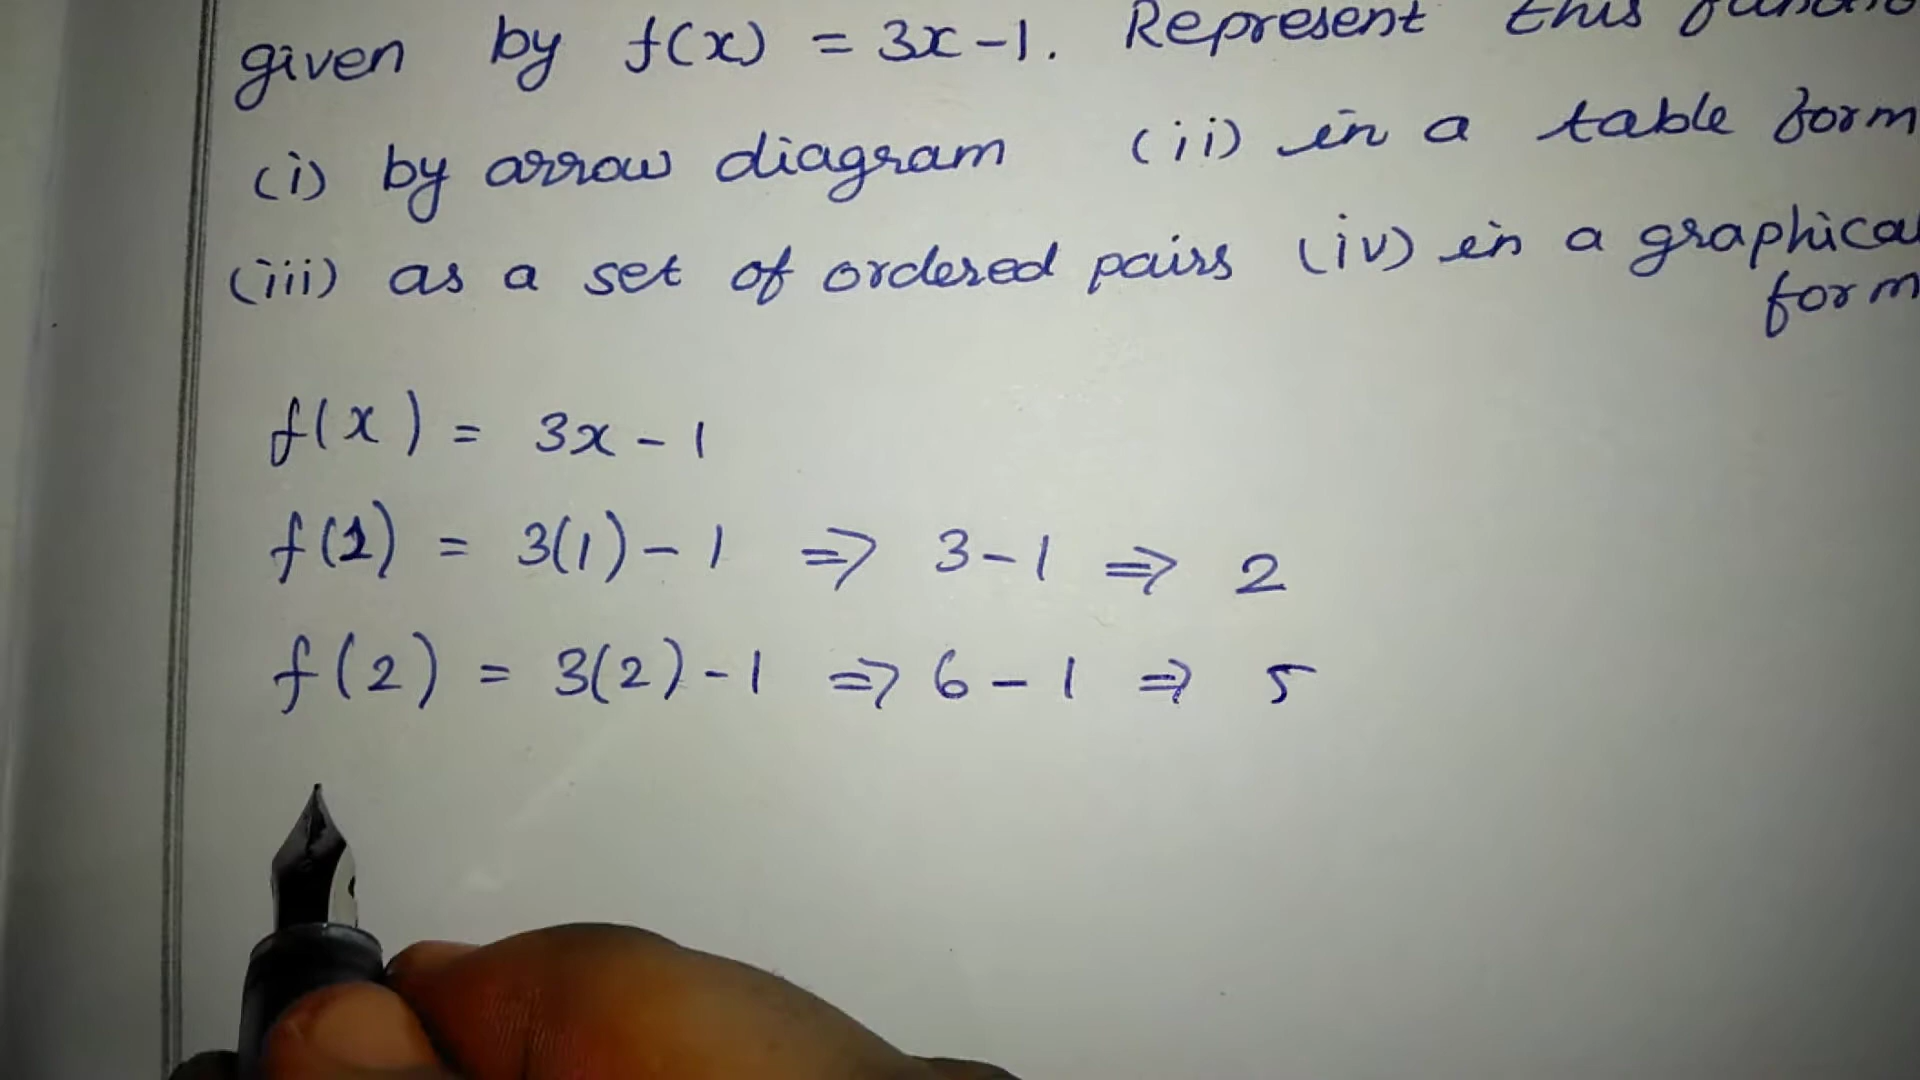 given by f(x) = 3x-1. Represent this
(i) by arrow diagram (ii) in a table form
(iii) as a set of ordered pairs (iv) in a graphical
form
f(x) = 3x - 1
f(1) = 3(1) - 1 ⇒ 3-1 ⇒ 2
f(2) = 3(2) - 1 ⇒ 6 - 1 ⇒ 5